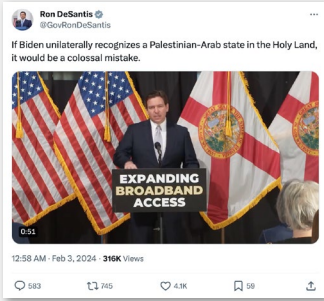 Ron DeSantis
@GovRonDeSantis
If Biden unilaterally recognizes a Palestinian-Arab state in the Holy Land,
it would be a colossal mistake.
EXPANDING
BROADBAND
ACCESS
0:51
12:58 AM · Feb 3, 2024 · 316K Views
583
745
4.1K
59